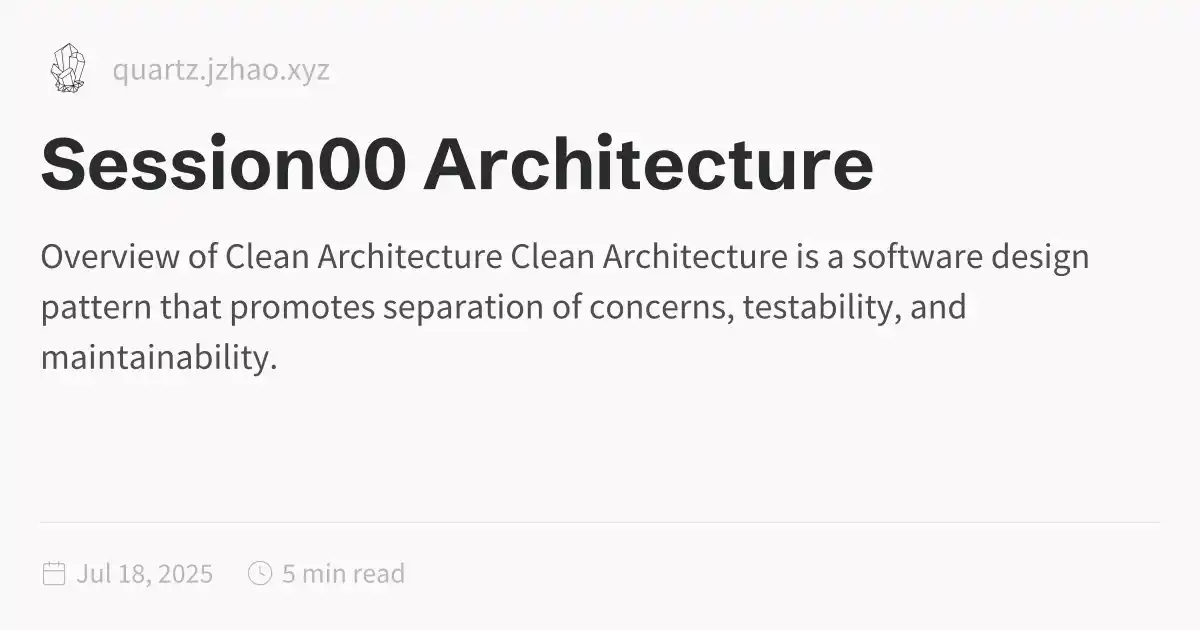 quartz.jzhao.xyz
Session00 Architecture
Overview of Clean Architecture Clean Architecture is a software design
pattern that promotes separation of concerns, testability, and
maintainability.
Jul 18, 2025 5 min read